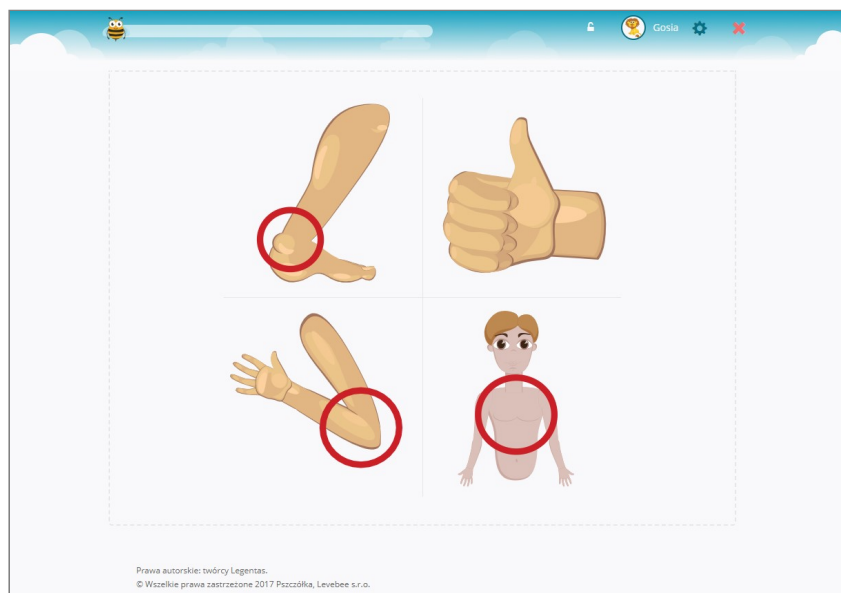 Gosia
Prawa autorskie: twórcy Legentas.
© Wszelkie prawa zastrzeżone 2017 Pszczółka, Levebee s.r.o.